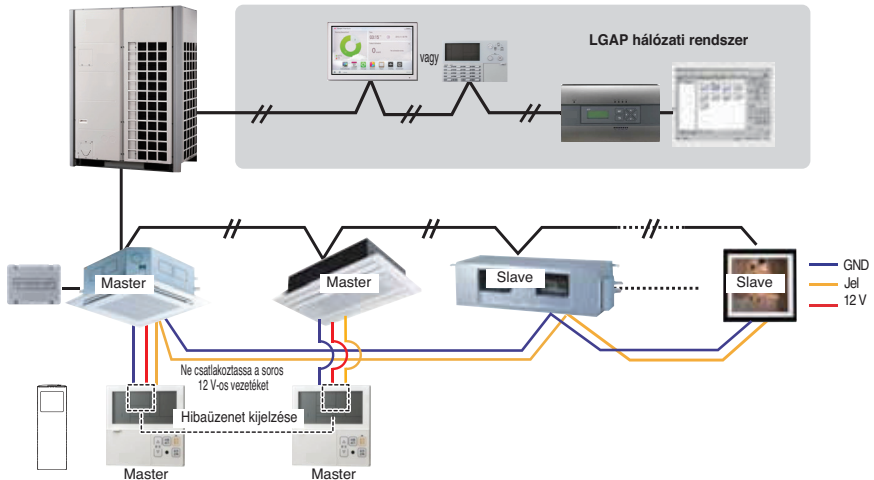 vagy
LGAP hálózati rendszer
Master
Master
Slave
Slave
GND
Jel
12 V
Ne csatlakoztassa a soros
12 V-os vezetéket
Hibaüzenet kijelzése
Master
Master